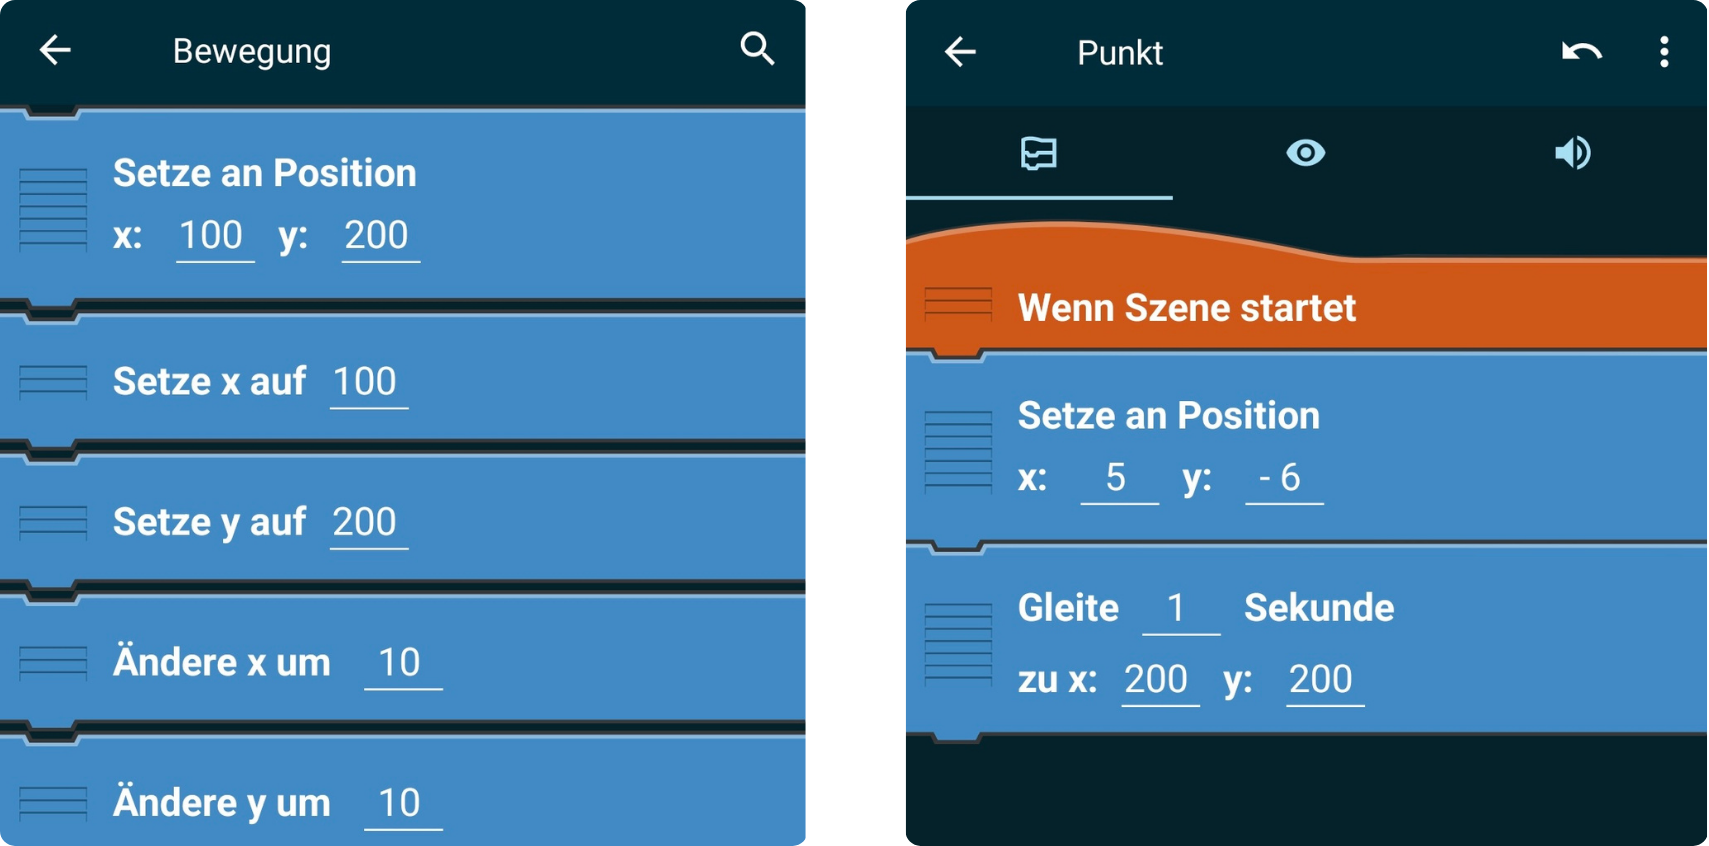 Bewegung
Setze an Position
x: 100 y: 200
Setze x auf 100
Setze y auf 200
Ändere x um 10
Ändere y um 10
Punkt
Wenn Szene startet
Setze an Position
x: 5 y: - 6
Gleite 1 Sekunde
zu x: 200 y: 200